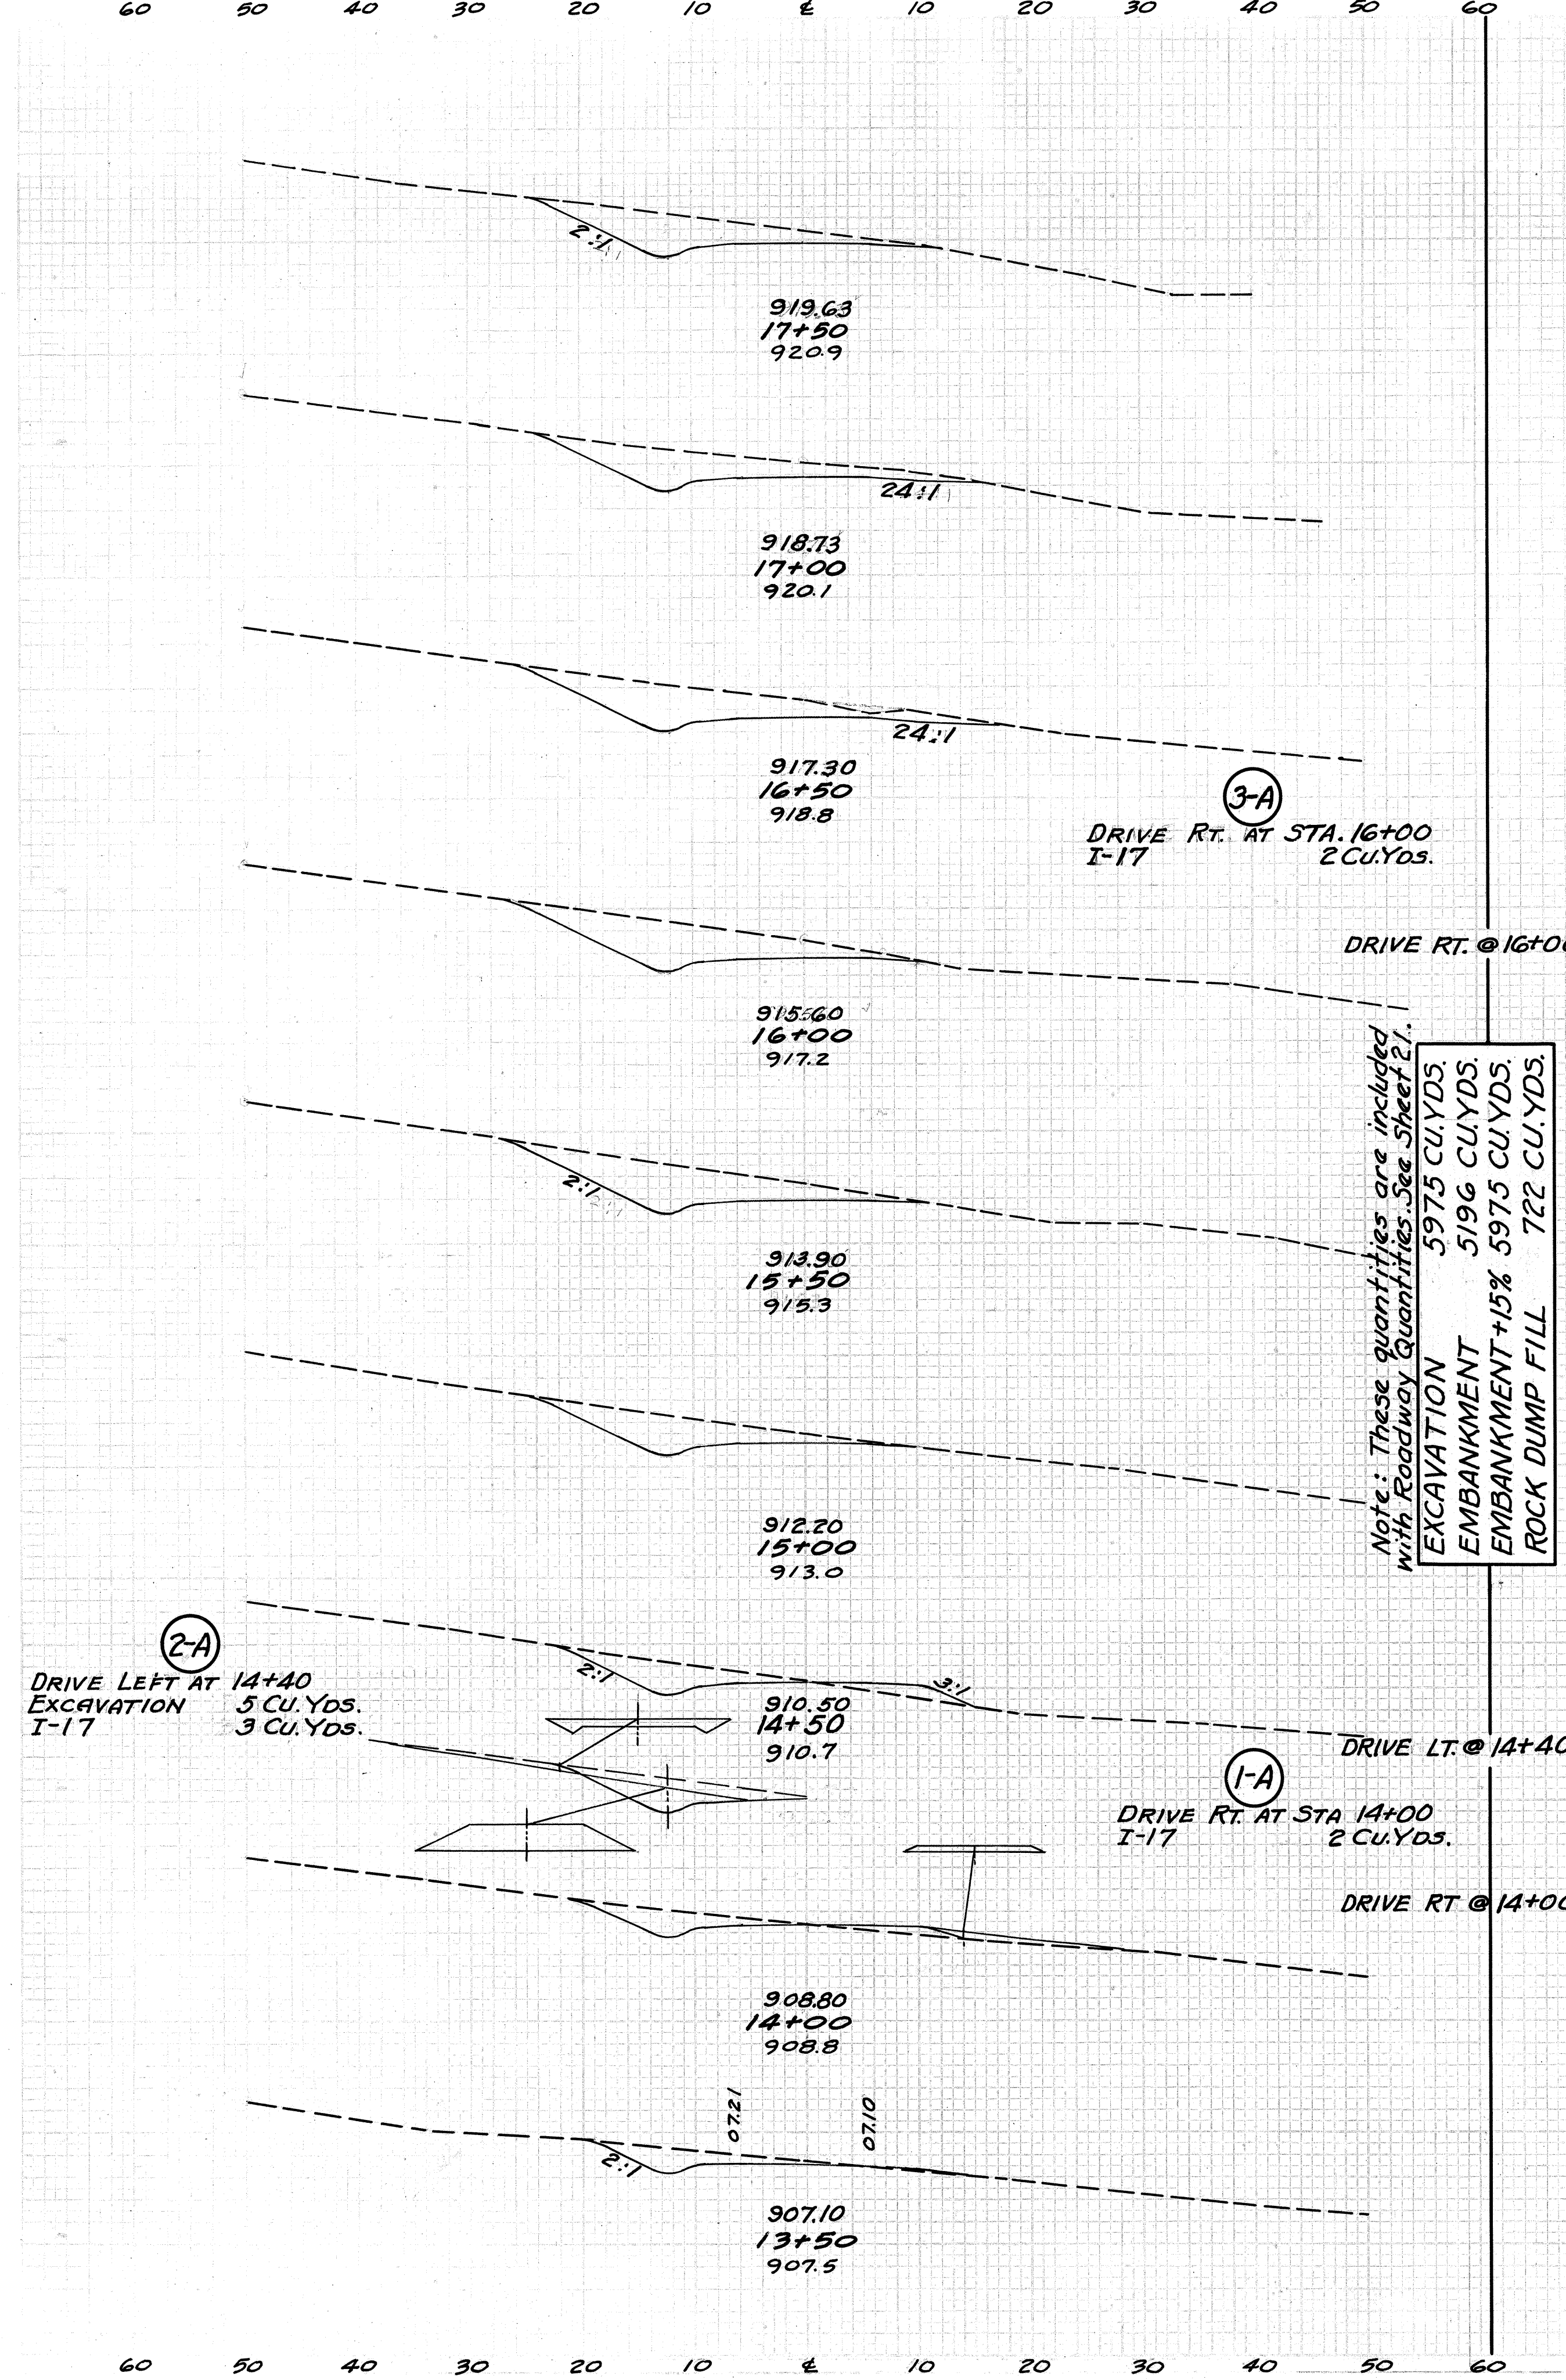 60 50 40 30 20 10 ℄ 10 20 30 40 50 60
2:1
919.63
17+50
920.9
24:1
918.73
17+00
920.1
24:1
917.30
16+50
918.8
3-A
DRIVE RT. AT STA. 16+00
I-17 2 CU.YDS.
DRIVE RT. @ 16+00
915.60
16+00
917.2
Note: These quantities are included
with Roadway Quantities. See Sheet 21.
EXCAVATION 5975 CU.YDS.
EMBANKMENT 5196 CU.YDS.
EMBANKMENT+15% 5975 CU.YDS.
ROCK DUMP FILL 722 CU.YDS.
2:1
913.90
15+50
915.3
912.20
15+00
913.0
2-A
DRIVE LEFT AT 14+40
EXCAVATION 5 CU.YDS.
I-17 3 CU.YDS.
2:1
3:1
910.50
14+50
910.7
DRIVE LT. @ 14+40
1-A
DRIVE RT. AT STA 14+00
I-17 2 CU.YDS.
DRIVE RT @ 14+00
908.80
14+00
908.8
07.21
07.10
2:1
907.10
13+50
907.5
60 50 40 30 20 10 ℄ 10 20 30 40 50 60